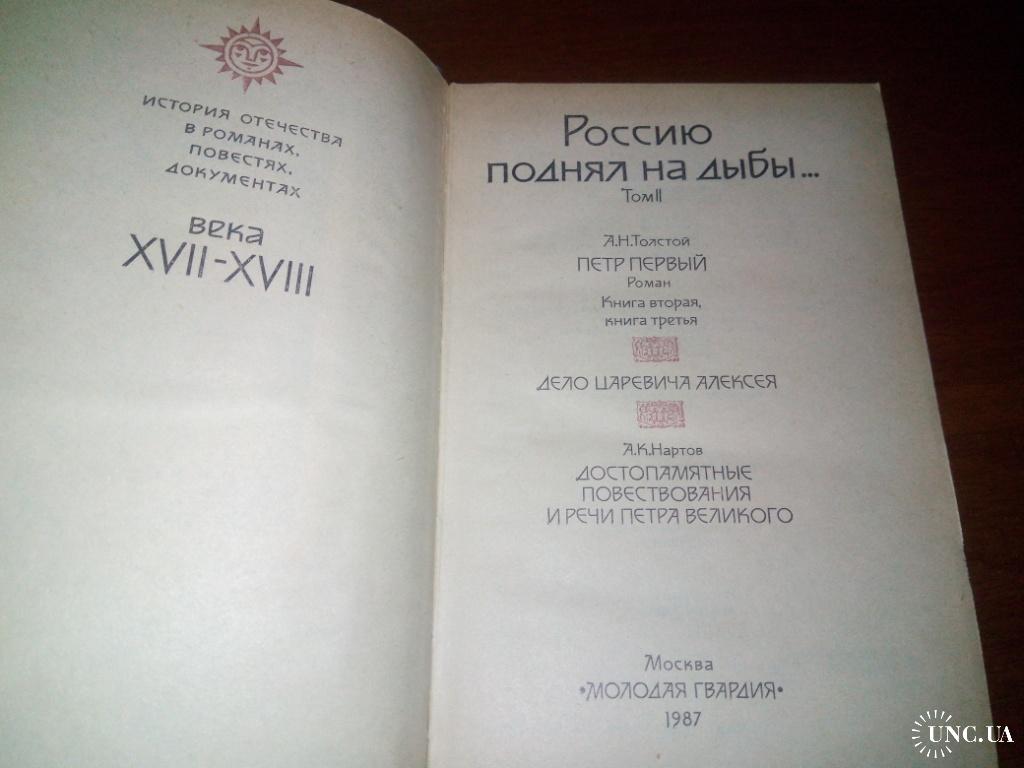 ИСТОРИЯ ОТЕЧЕСТВА
В РОМАНАХ,
ПОВЕСТЯХ,
ДОКУМЕНТАХ
века
XVII-XVIII
Россию
поднял на дыбы...
Том II
А.Н.Толстой
ПЕТР ПЕРВЫЙ
Роман
Книга вторая,
книга третья
ДЕЛО ЦАРЕВИЧА АЛЕКСЕЯ
А.К.Нартов
ДОСТОПАМЯТНЫЕ
ПОВЕСТВОВАНИЯ
И РЕЧИ ПЕТРА ВЕЛИКОГО
Москва
•МОЛОДАЯ ГВАРДИЯ•
1987
UNC.UA